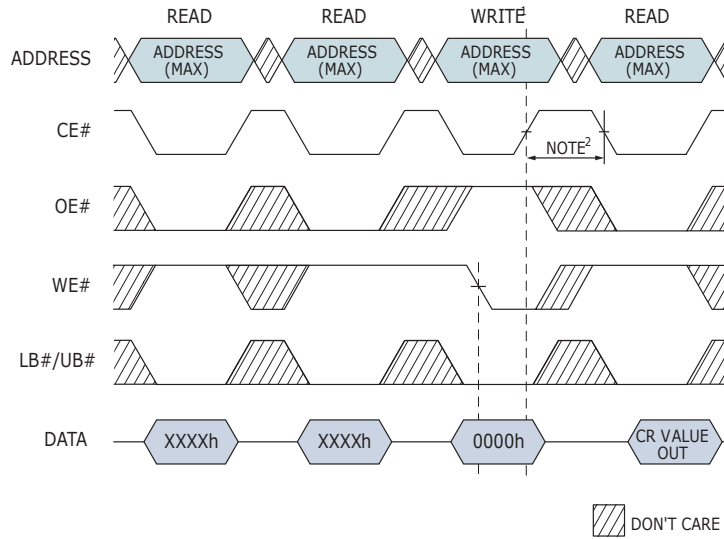 READ READ WRITE¹ READ
ADDRESS ADDRESS (MAX) ADDRESS (MAX) ADDRESS (MAX) ADDRESS (MAX)
CE#
NOTE²
OE#
WE#
LB#/UB#
DATA XXXXh XXXXh 0000h CR VALUE OUT
DON'T CARE